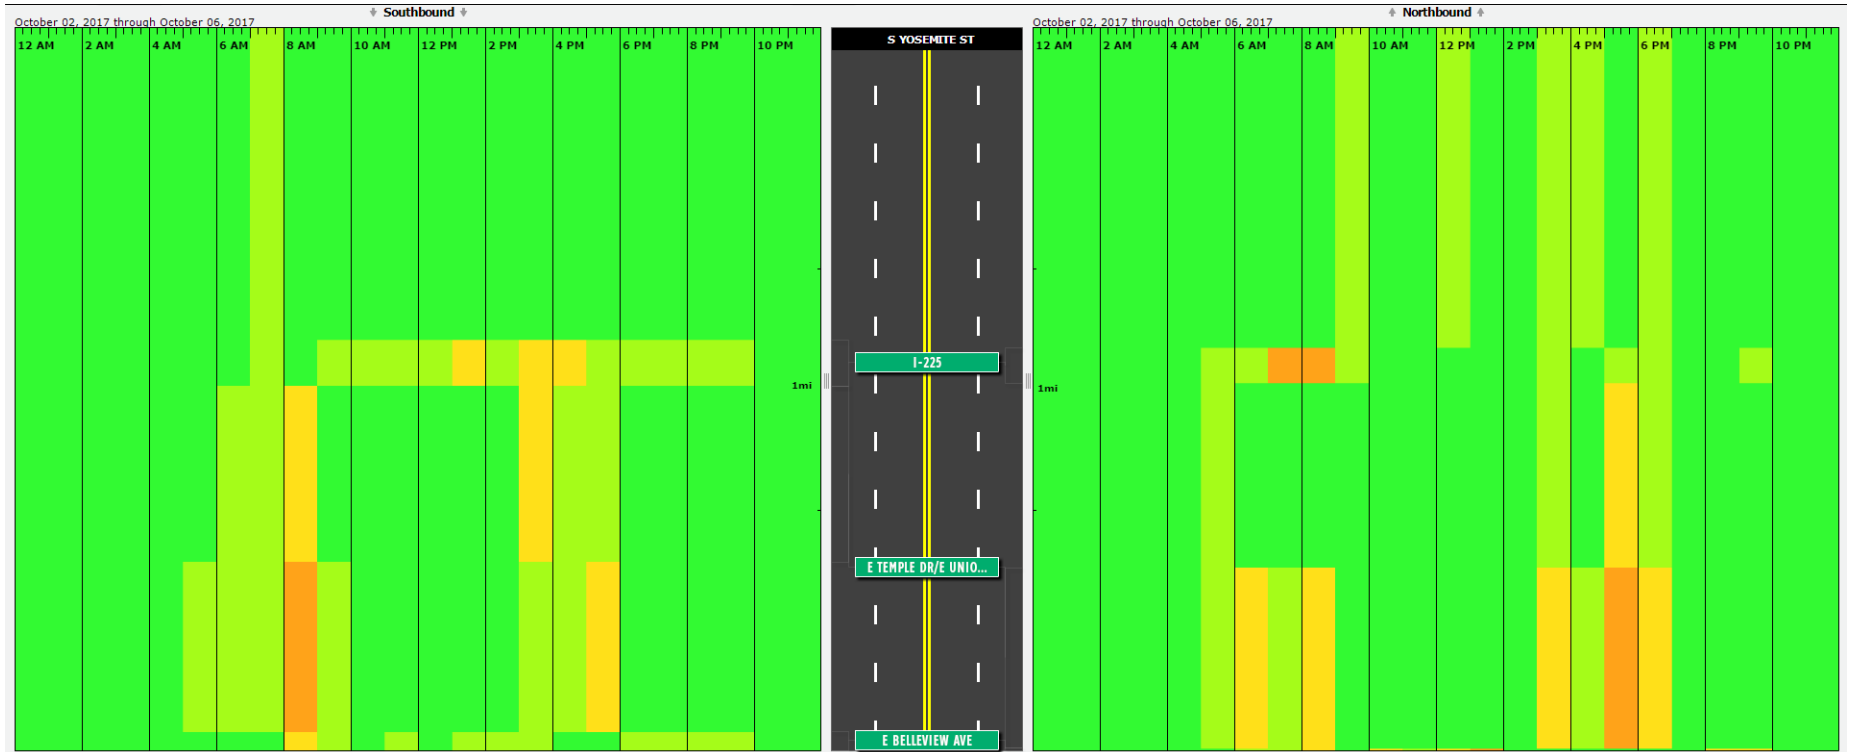 Southbound
October 02, 2017 through October 06, 2017
12 AM 2 AM 4 AM 6 AM 8 AM 10 AM 12 PM 2 PM 4 PM 6 PM 8 PM 10 PM
1mi
S YOSEMITE ST
I-225
E TEMPLE DR/E UNIO...
E BELLEVIEW AVE
Northbound
October 02, 2017 through October 06, 2017
12 AM 2 AM 4 AM 6 AM 8 AM 10 AM 12 PM 2 PM 4 PM 6 PM 8 PM 10 PM
1mi